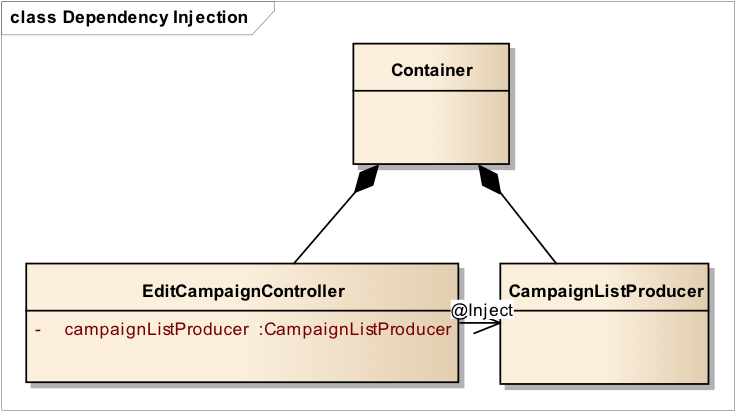 class Dependency Injection
Container
EditCampaignController
- campaignListProducer :CampaignListProducer
@Inject
CampaignListProducer